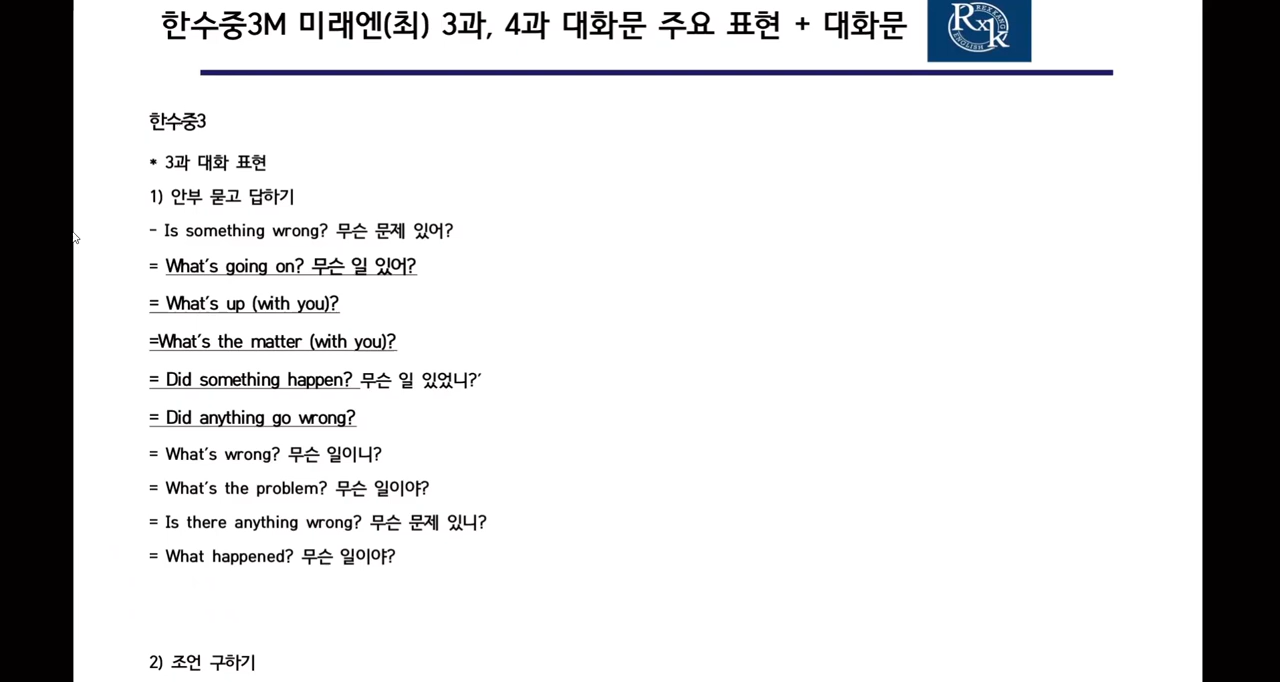 한수중3M 미래엔(최) 3과, 4과 대화문 주요 표현 + 대화문
RxK
REXKANG
ENGLISH
한수중3
* 3과 대화 표현
1) 안부 묻고 답하기
- Is something wrong? 무슨 문제 있어?
= What's going on? 무슨 일 있어?
= What's up (with you)?
=What's the matter (with you)?
= Did something happen? 무슨 일 있었니?'
= Did anything go wrong?
= What's wrong? 무슨 일이니?
= What's the problem? 무슨 일이야?
= Is there anything wrong? 무슨 문제 있니?
= What happened? 무슨 일이야?
2) 조언 구하기